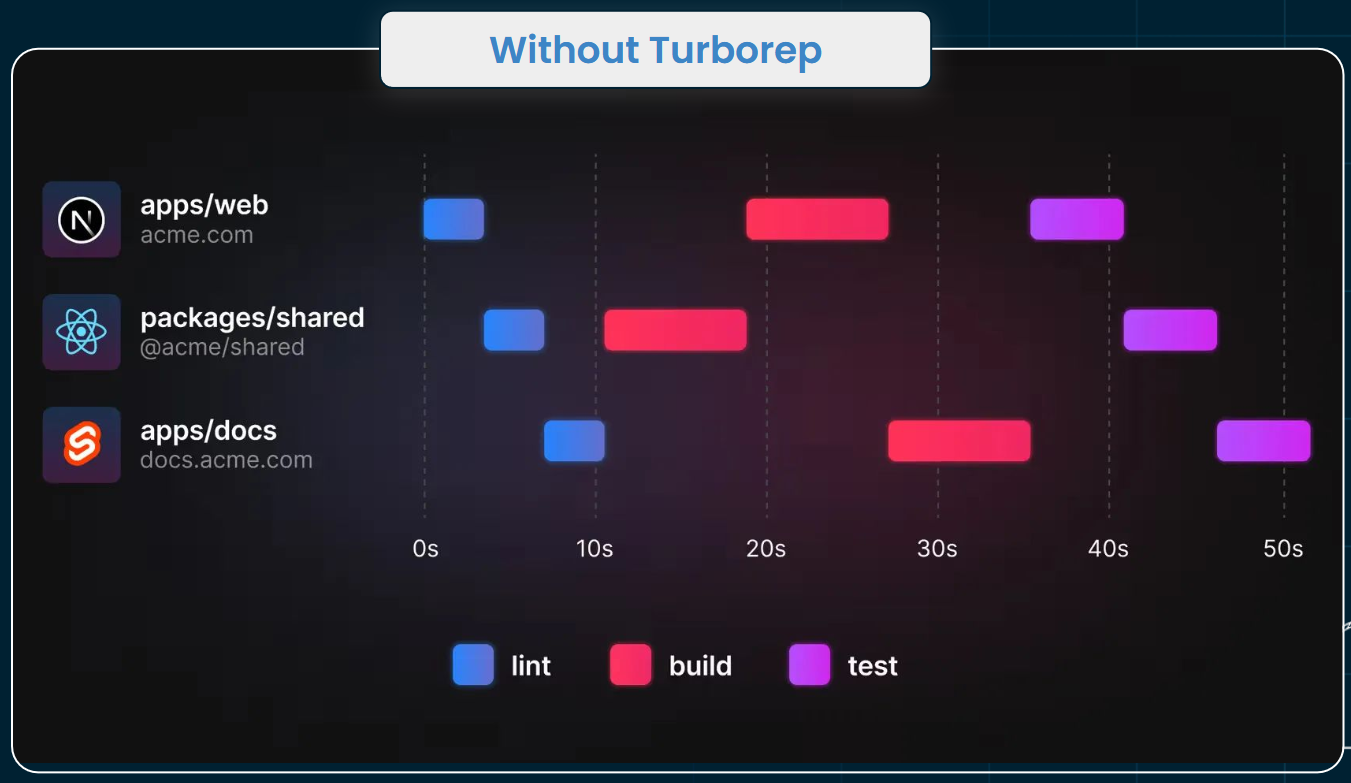 Without Turborep
apps/web
acme.com
packages/shared
@acme/shared
apps/docs
docs.acme.com
0s 10s 20s 30s 40s 50s
lint build test